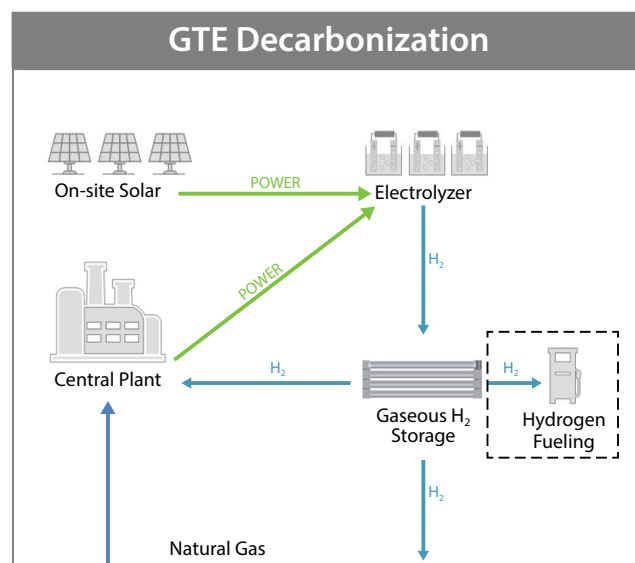 GTE Decarbonization
On-site Solar
POWER
Electrolyzer
POWER
H₂
Central Plant
H₂
Gaseous H₂
Storage
H₂
Hydrogen
Fueling
H₂
Natural Gas